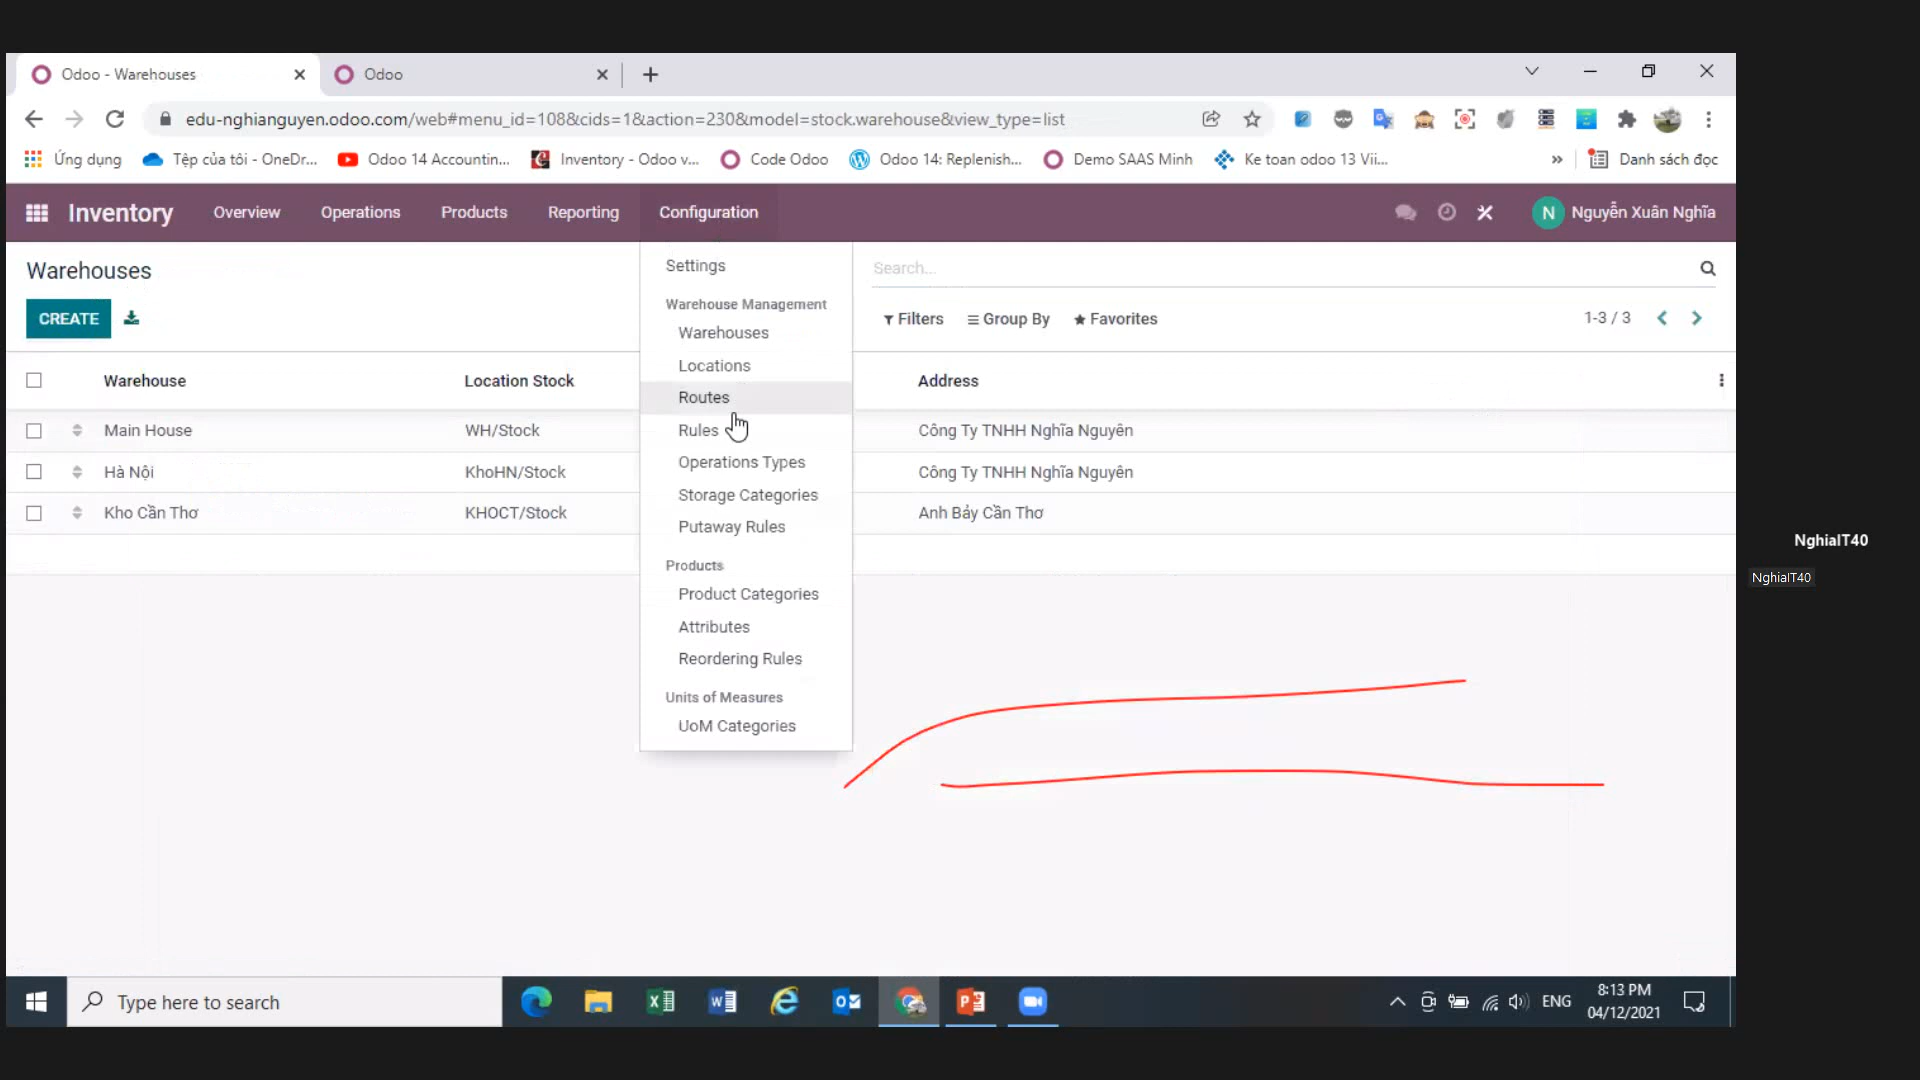 Odoo - Warehouses
Odoo
edu-nghianguyen.odoo.com/web#menu_id=108&cids=1&action=230&model=stock.warehouse&view_type=list
Ứng dụng
Tệp của tôi - OneDr...
Odoo 14 Accountin...
Inventory - Odoo v...
Code Odoo
Odoo 14: Replenish...
Demo SAAS Minh
Ke toan odoo 13 Vii...
»
Danh sách đọc
Inventory
Overview
Operations
Products
Reporting
Configuration
N
Nguyễn Xuân Nghĩa
Warehouses
Search...
CREATE
Filters
Group By
Favorites
1-3 / 3
Settings
Warehouse Management
Warehouses
Locations
Routes
Rules
Operations Types
Storage Categories
Putaway Rules
Products
Product Categories
Attributes
Reordering Rules
Units of Measures
UoM Categories
Warehouse
Location Stock
Address
Main House
WH/Stock
Công Ty TNHH Nghĩa Nguyên
Hà Nội
KhoHN/Stock
Công Ty TNHH Nghĩa Nguyên
Kho Cần Thơ
KHOCT/Stock
Anh Bảy Cần Thơ
NghiaIT40
NghiaIT40
Type here to search
ENG
8:13 PM
04/12/2021